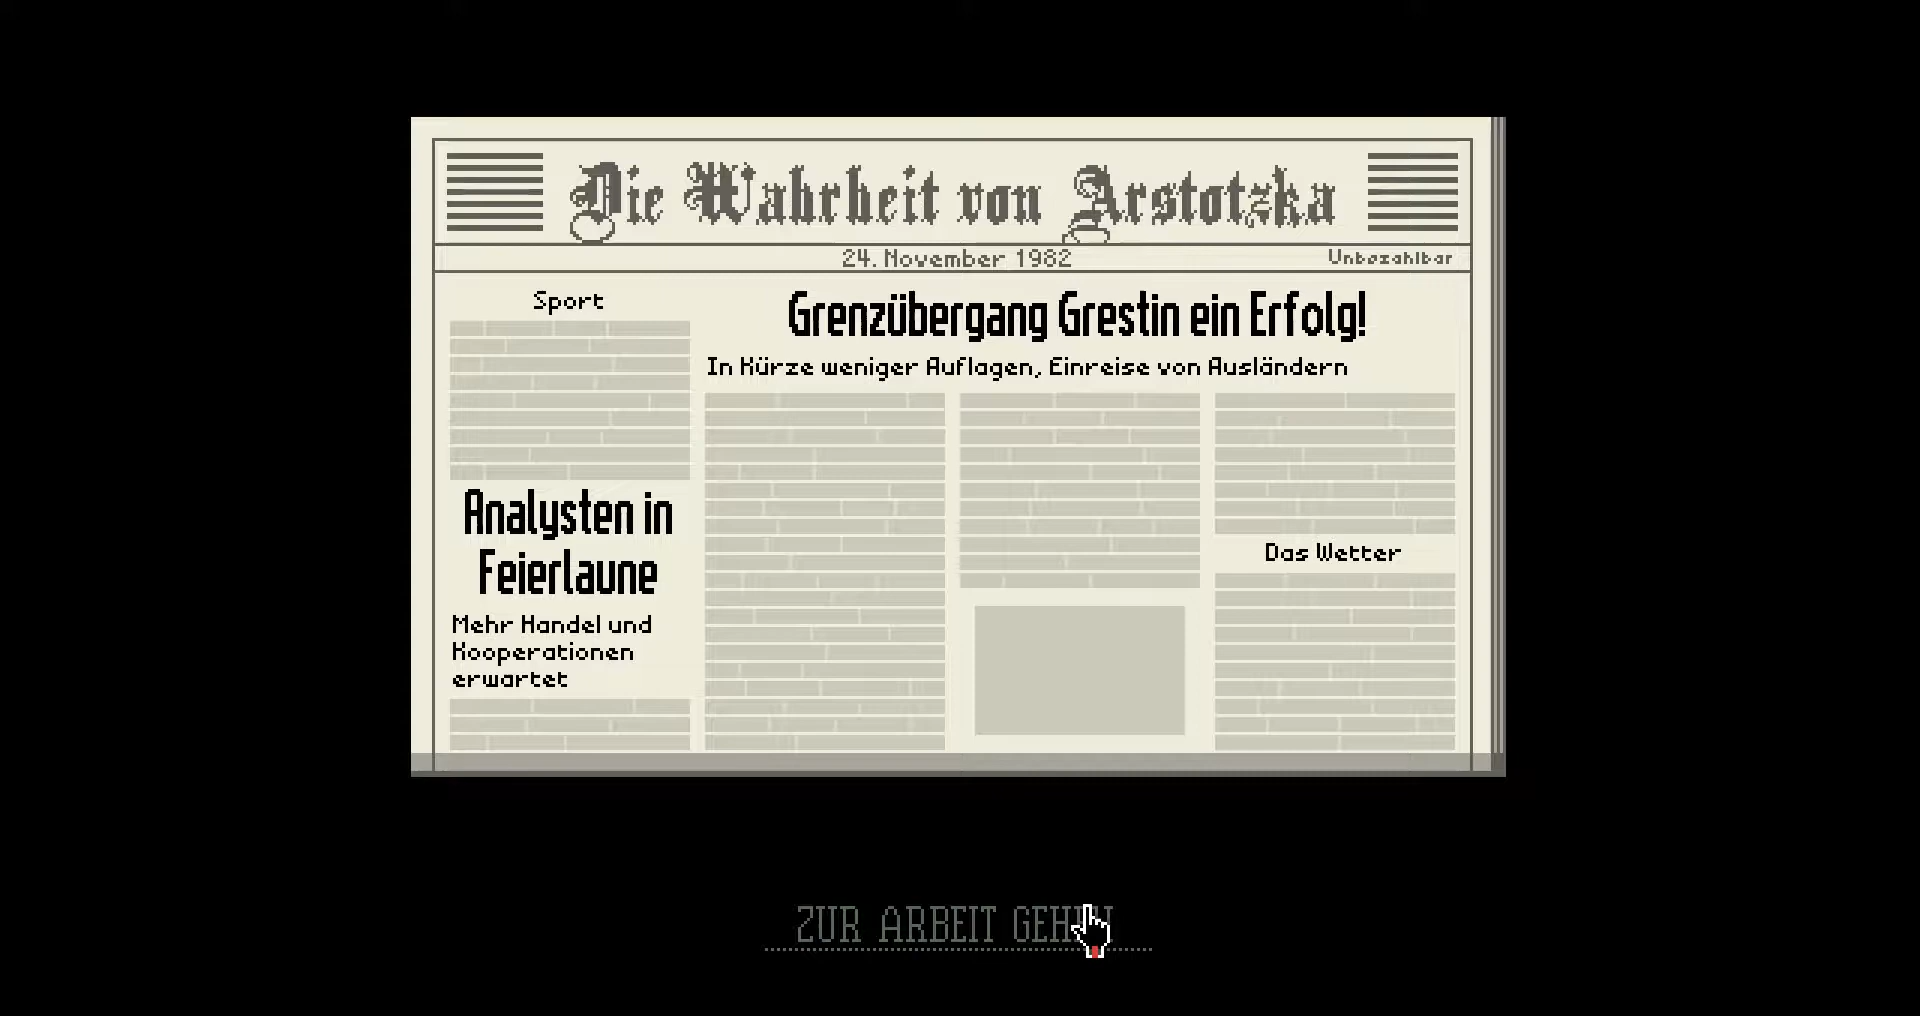 Die Wahrheit von Arstotzka
24. November 1982
Unbezahlbar
Sport
Analysten in
Feierlaune
Mehr Handel und
Kooperationen
erwartet
Grenzübergang Grestin ein Erfolg!
In Kürze weniger Auflagen, Einreise von Ausländern
Das Wetter
ZUR ARBEIT GEHEN